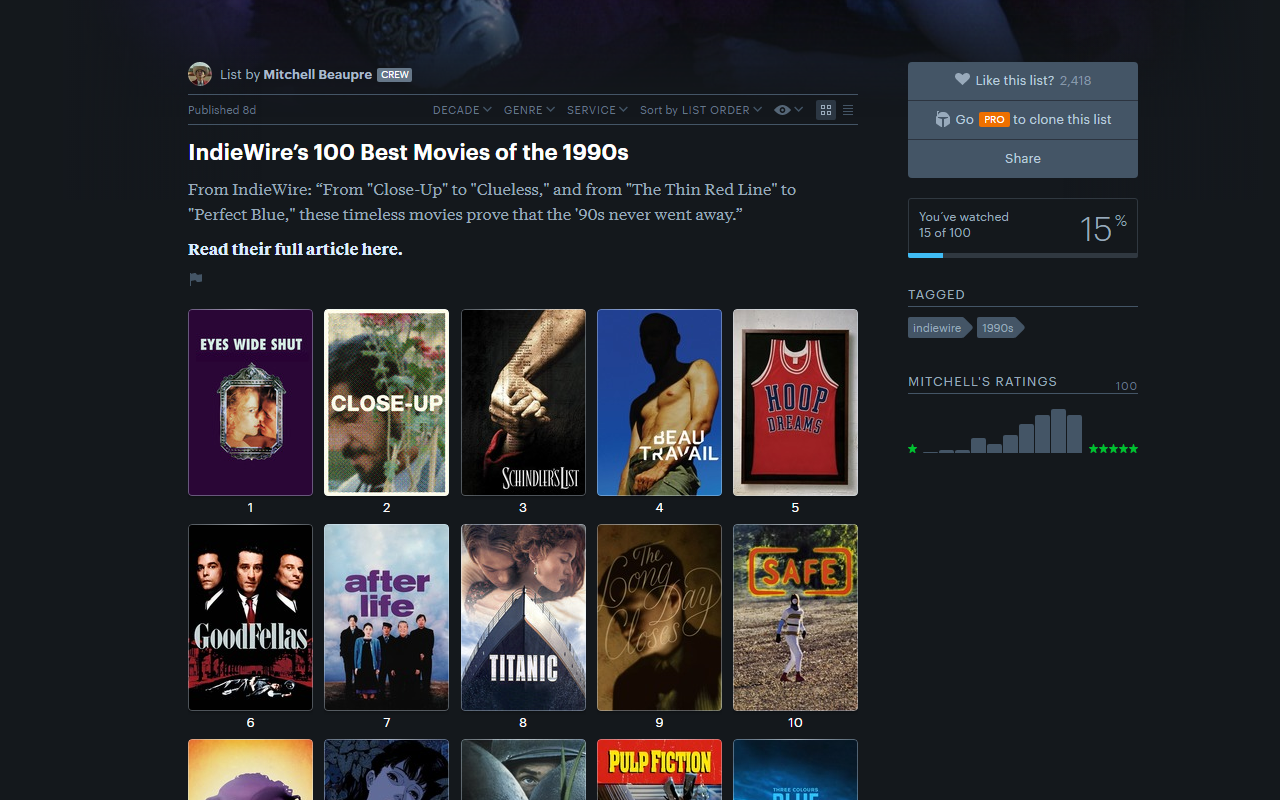 List by Mitchell Beaupre CREW
Published 8d
DECADE GENRE SERVICE Sort by LIST ORDER
IndieWire’s 100 Best Movies of the 1990s
From IndieWire: “From "Close-Up" to "Clueless," and from "The Thin Red Line" to
"Perfect Blue," these timeless movies prove that the '90s never went away.”
Read their full article here.
EYES WIDE SHUT
CLOSE-UP
SCHINDLER'S LIST
BEAU
TRAVAIL
HOOP
DREAMS
1
2
3
4
5
GOODFELLAS
after
life
TITANIC
The
Long
Day
Closes
SAFE
6
7
8
9
10
PULP FICTION
THREE COLOURS
BLUE
Like this list? 2,418
Go PRO to clone this list
Share
You've watched
15 of 100
15%
TAGGED
indiewire 1990s
MITCHELL'S RATINGS 100